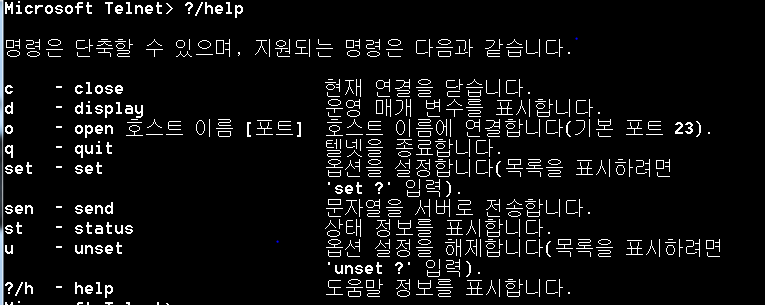 Microsoft Telnet> ?/help
명령은 단축할 수 있으며, 지원되는 명령은 다음과 같습니다.
c - close 현재 연결을 닫습니다.
d - display 운영 매개 변수를 표시합니다.
o - open 호스트 이름 [포트] 호스트 이름에 연결합니다(기본 포트 23).
q - quit 텔넷을 종료합니다.
set - set 옵션을 설정합니다(목록을 표시하려면
'set ?' 입력).
sen - send 문자열을 서버로 전송합니다.
st - status 상태 정보를 표시합니다.
u - unset 옵션 설정을 해제합니다(목록을 표시하려면
'unset ?' 입력).
?/h - help 도움말 정보를 표시합니다.
Microsoft Telnet>